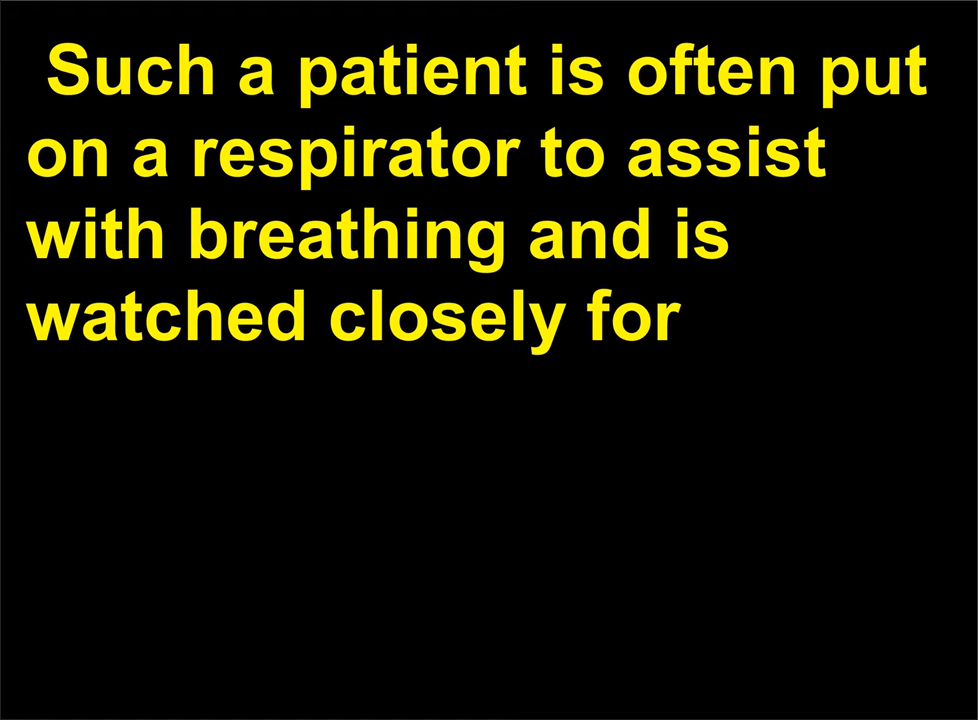 Such a patient is often put
on a respirator to assist
with breathing and is
watched closely for